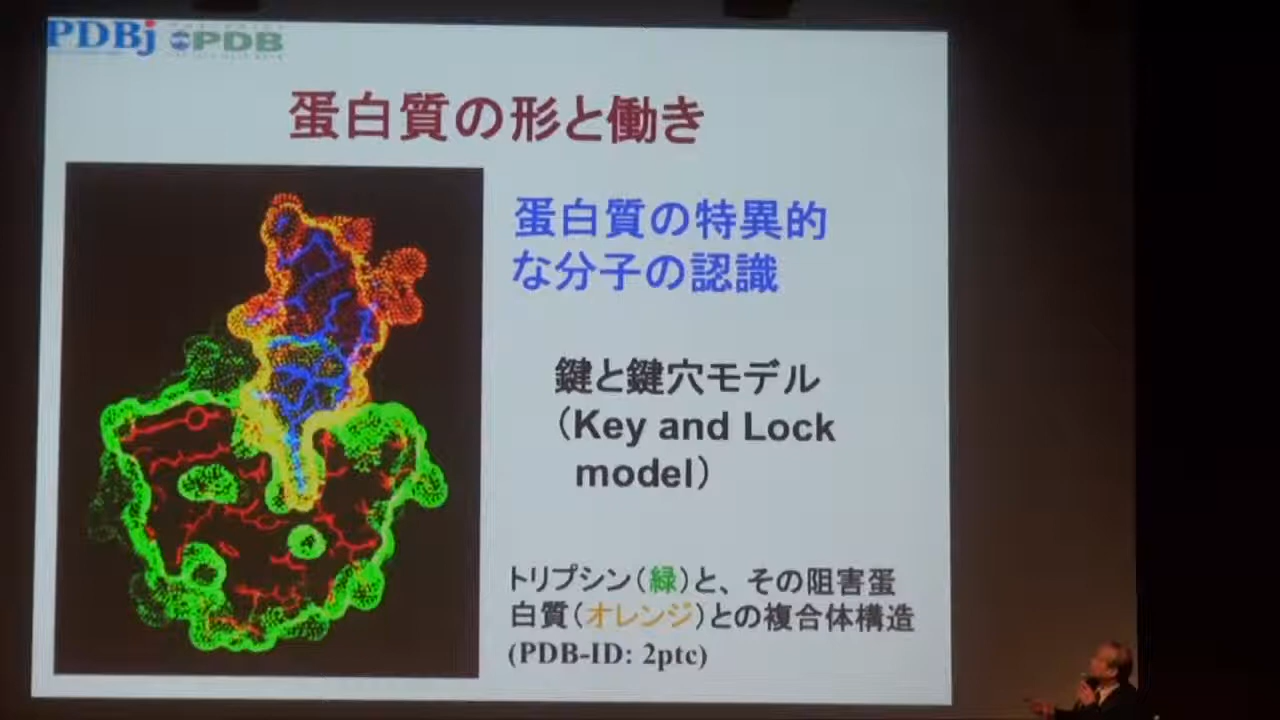 PDBj PDB
蛋白質の形と働き
蛋白質の特異的
な分子の認識
鍵と鍵穴モデル
（Key and Lock
model）
トリプシン（緑）と、その阻害蛋
白質（オレンジ）との複合体構造
(PDB-ID: 2ptc)